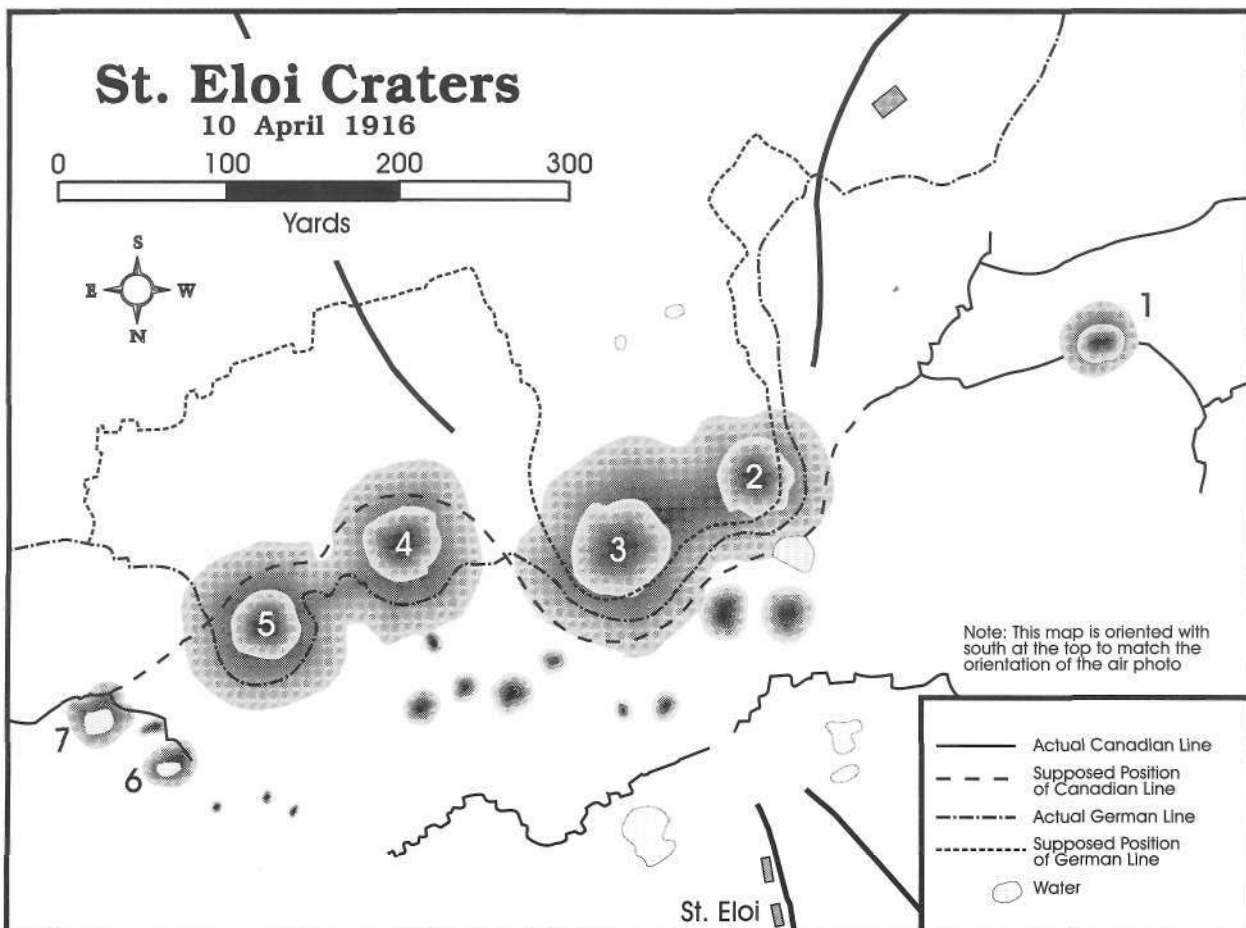 St. Eloi Craters
10 April 1916
0 100 200 300
Yards
S
E W
N
1
2
3
4
5
7
6
Note: This map is oriented with
south at the top to match the
orientation of the air photo
Actual Canadian Line
Supposed Position
of Canadian Line
Actual German Line
Supposed Position
of German Line
Water
St. Eloi